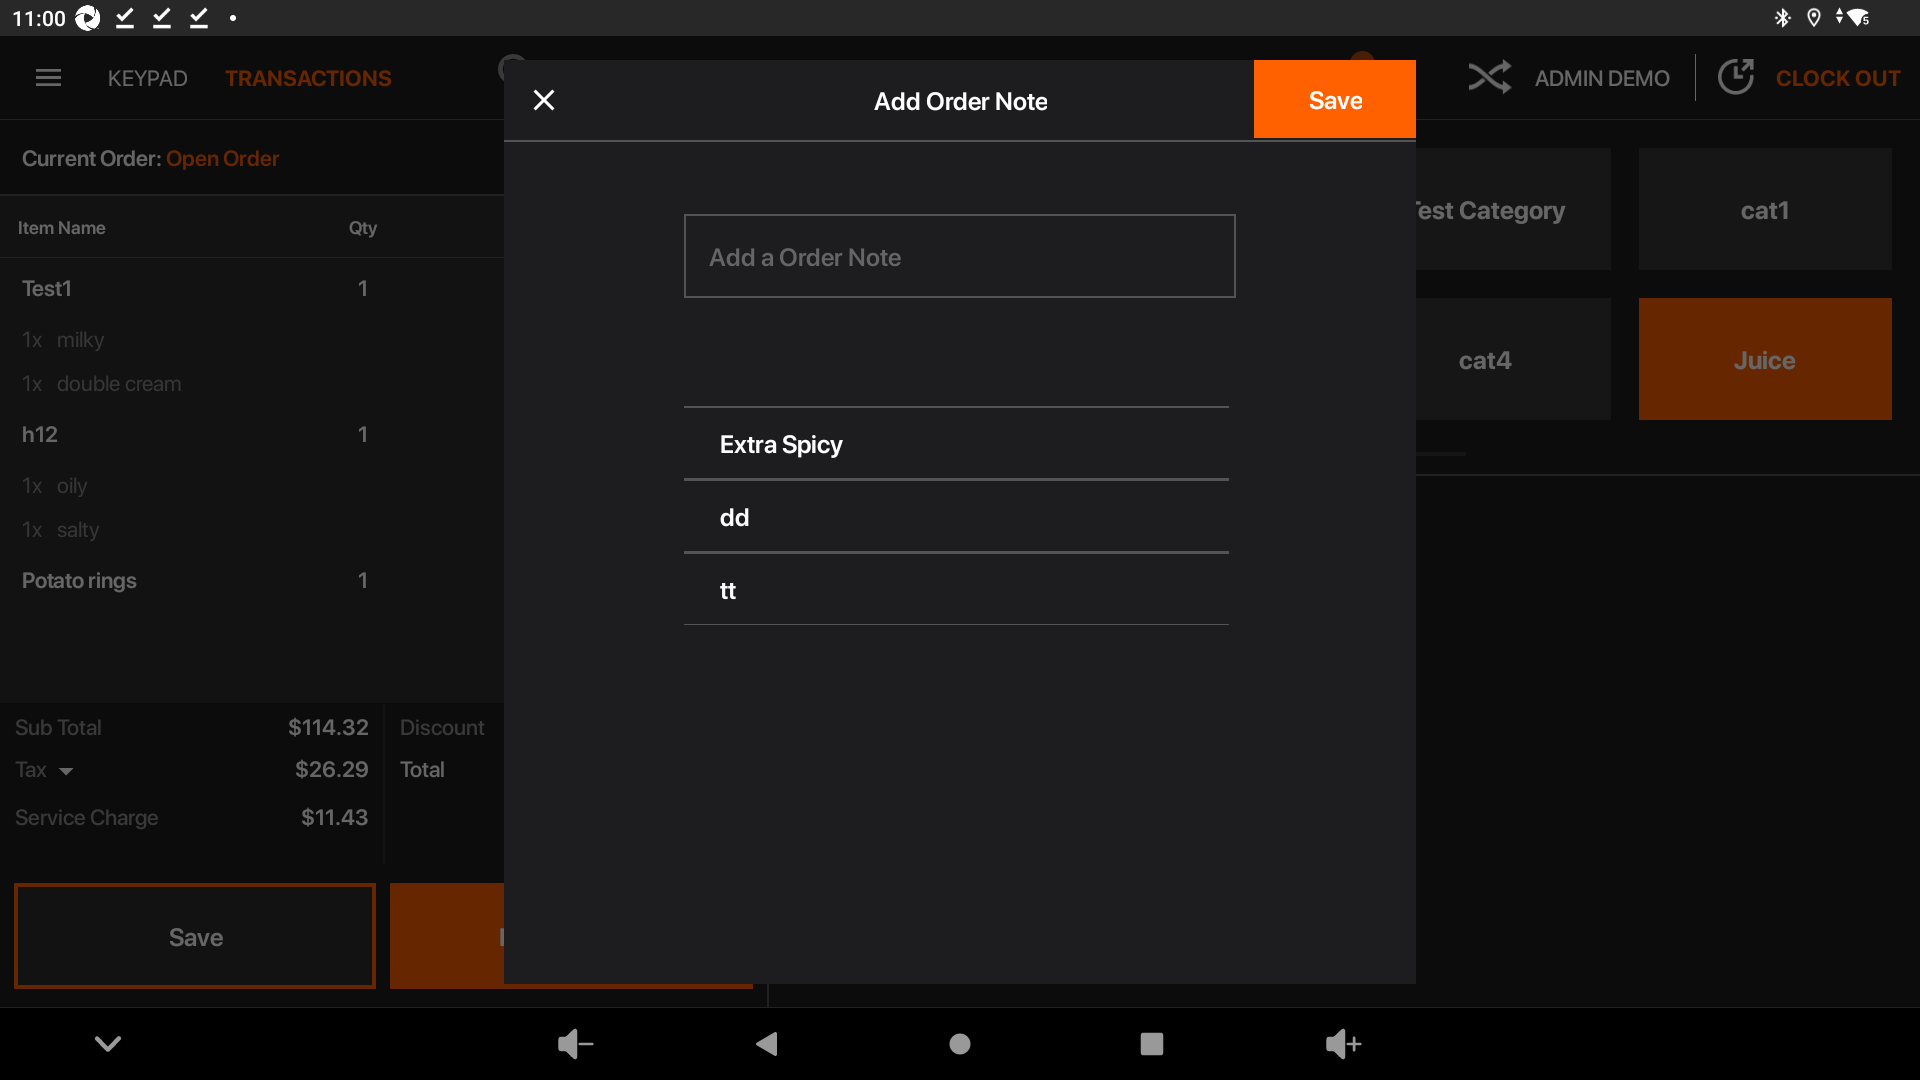 11:00
5
KEYPAD TRANSACTIONS
ADMIN DEMO CLOCK OUT
Add Order Note Save
Current Order: Open Order
Item Name Qty
Test1 1
1x milky
1x double cream
h12 1
1x oily
1x salty
Potato rings 1
Sub Total $114.32 Discount
Tax $26.29 Total
Service Charge $11.43
Save
Add a Order Note
Extra Spicy
dd
tt
Test Category cat1
cat4 Juice